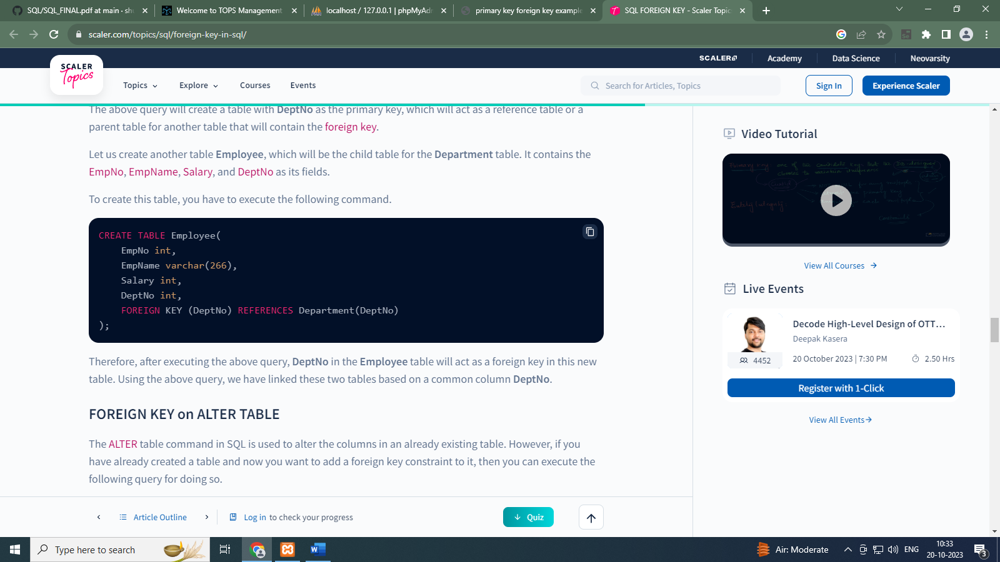 SQL/SQL_FINAL.pdf at main · sh
Welcome to TOPS Management
localhost / 127.0.0.1 | phpMyAd
primary key foreign key example
SQL FOREIGN KEY - Scaler Topic
scaler.com/topics/sql/foreign-key-in-sql/
SCALER
Academy
Data Science
Neovarsity
SCALER
Topics
Topics
Explore
Courses
Events
Search for Articles, Topics
Sign In
Experience Scaler
The above query will create a table with DeptNo as the primary key, which will act as a reference table or a
parent table for another table that will contain the foreign key.
Let us create another table Employee, which will be the child table for the Department table. It contains the
EmpNo, EmpName, Salary, and DeptNo as its fields.
To create this table, you have to execute the following command.
CREATE TABLE Employee(
EmpNo int,
EmpName varchar(266),
Salary int,
DeptNo int,
FOREIGN KEY (DeptNo) REFERENCES Department(DeptNo)
);
Therefore, after executing the above query, DeptNo in the Employee table will act as a foreign key in this new
table. Using the above query, we have linked these two tables based on a common column DeptNo.
FOREIGN KEY on ALTER TABLE
The ALTER table command in SQL is used to alter the columns in an already existing table. However, if you
have already created a table and now you want to add a foreign key constraint to it, then you can execute the
following query for doing so.
Article Outline
Log in to check your progress
Quiz
Video Tutorial
View All Courses
Live Events
Decode High-Level Design of OTT...
Deepak Kasera
4452
20 October 2023 | 7:30 PM
2.50 Hrs
Register with 1-Click
View All Events
Type here to search
Air: Moderate
ENG
10:33
20-10-2023
3